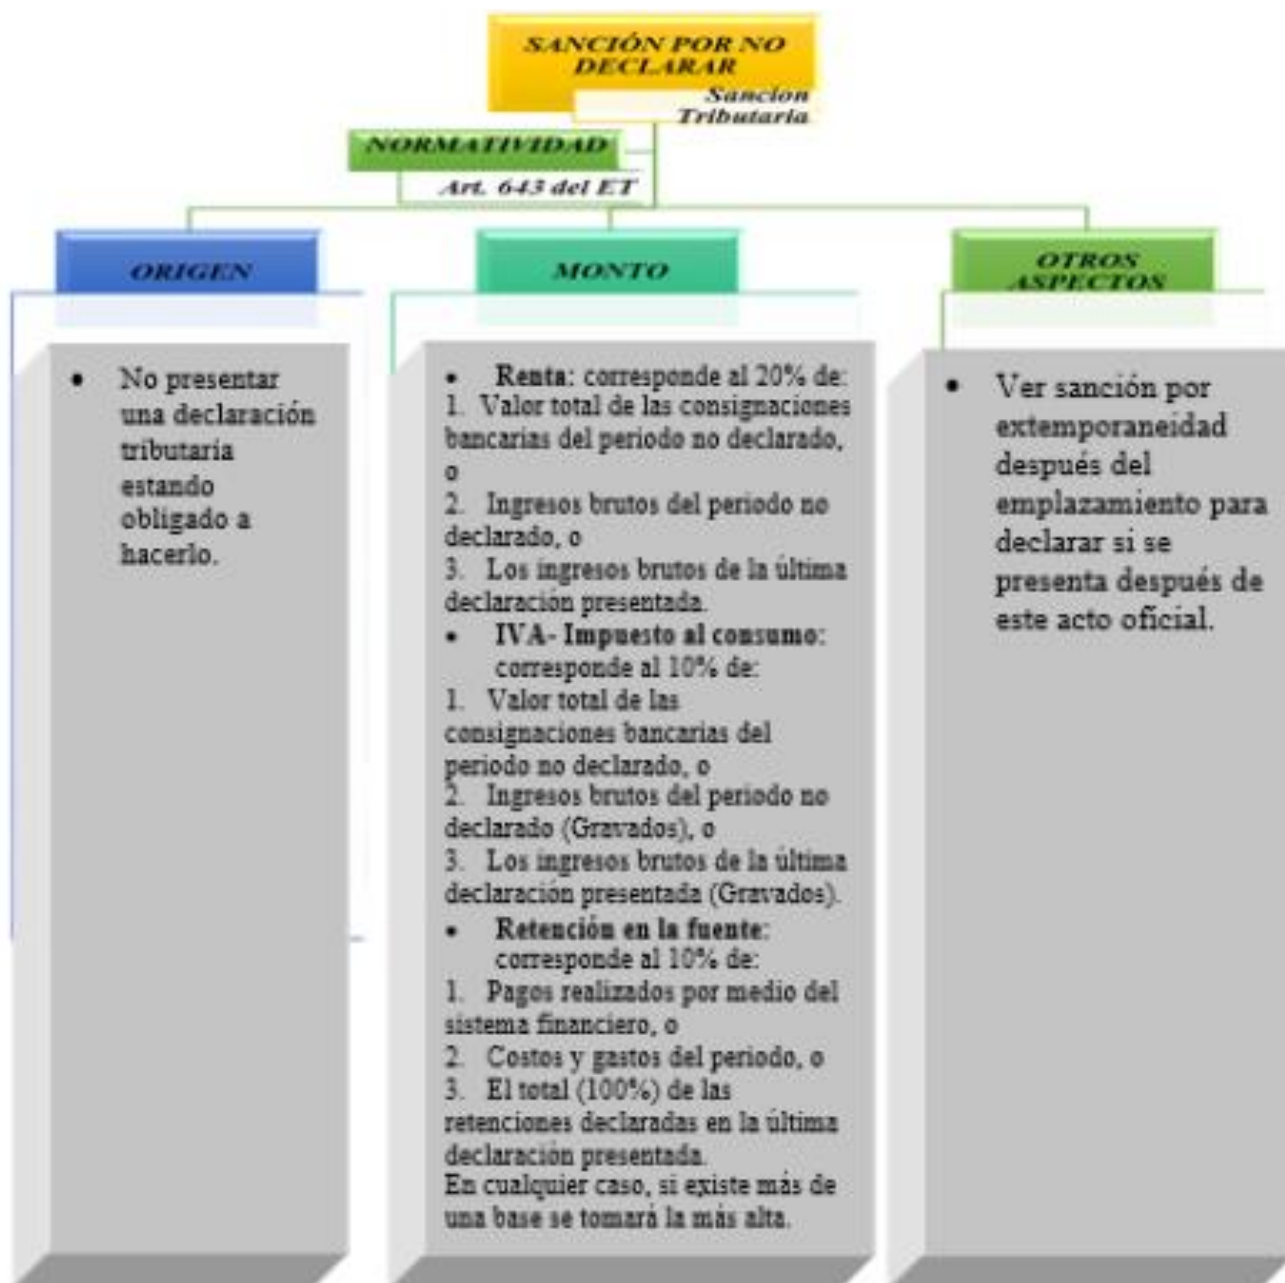 SANCIÓN POR NO
DECLARAR
Sancion
Tributaria
NORMATIVIDAD
Art. 643 del ET
ORIGEN
• No presentar
una declaración
tributaria
estando
obligado a
hacerlo.
MONTO
• Renta: corresponde al 20% de:
1. Valor total de las consignaciones
bancarias del periodo no declarado,
o
2. Ingresos brutos del periodo no
declarado, o
3. Los ingresos brutos de la última
declaración presentada.
• IVA- Impuesto al consumo:
corresponde al 10% de:
1. Valor total de las
consignaciones bancarias del
periodo no declarado, o
2. Ingresos brutos del periodo no
declarado (Gravados), o
3. Los ingresos brutos de la última
declaración presentada (Gravados).
• Retención en la fuente:
corresponde al 10% de:
1. Pagos realizados por medio del
sistema financiero, o
2. Costos y gastos del periodo, o
3. El total (100%) de las
retenciones declaradas en la última
declaración presentada.
En cualquier caso, si existe más de
una base se tomará la más alta.
OTROS
ASPECTOS
• Ver sanción por
extemporaneidad
después del
emplazamiento para
declarar si se
presenta después de
este acto oficial.